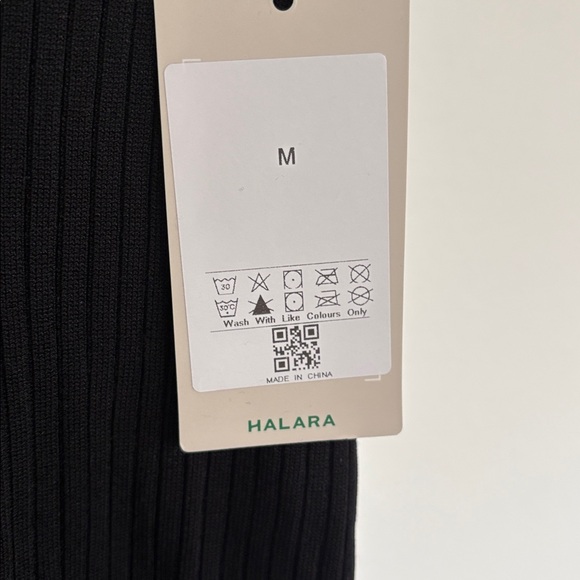 M
30
30°C
Wash With Like Colours Only
MADE IN CHINA
HALARA